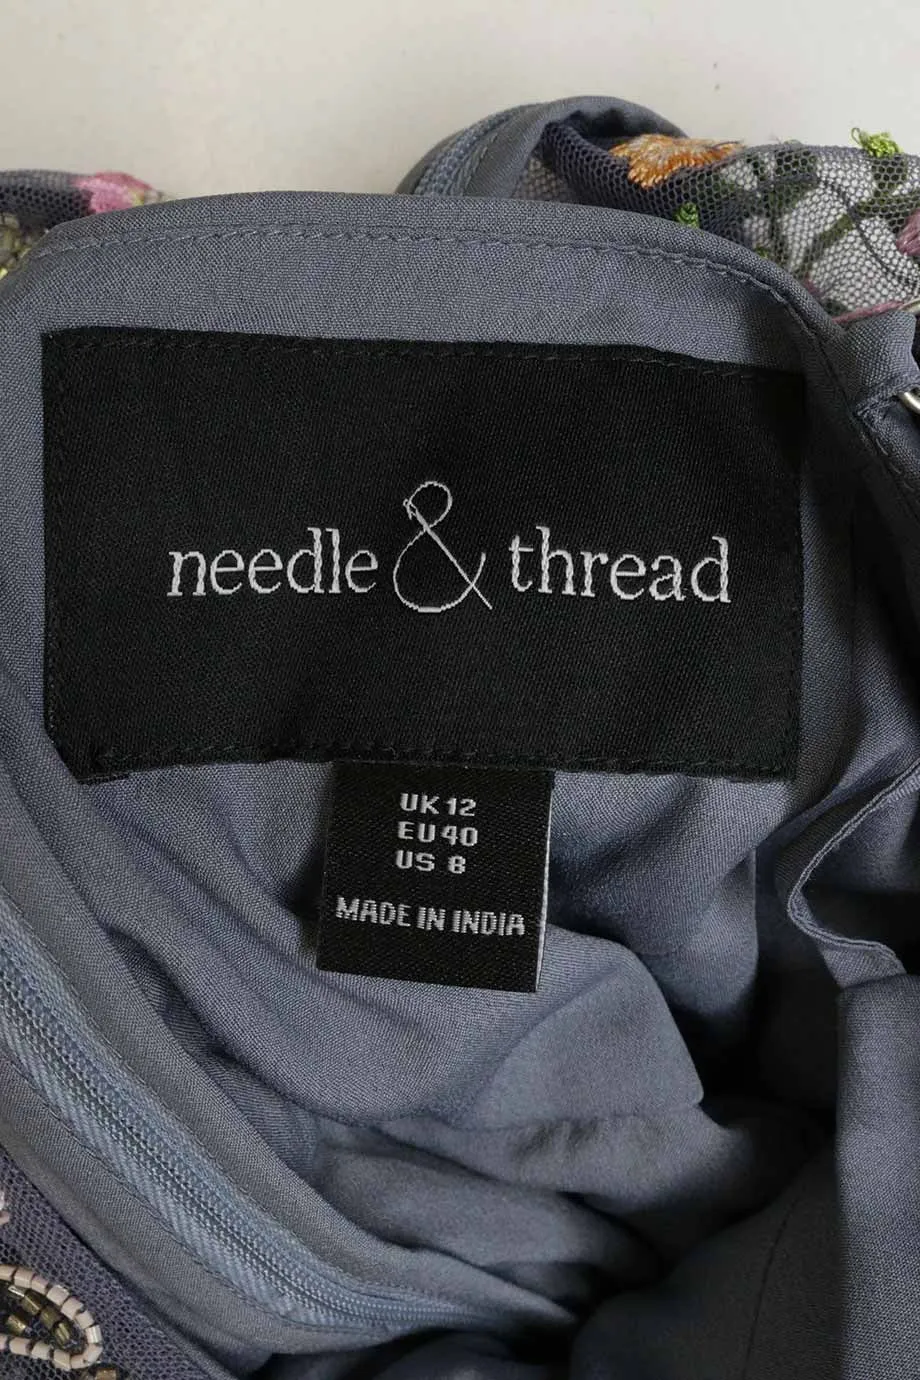 needle & thread
UK 12
EU 40
US 8
MADE IN INDIA